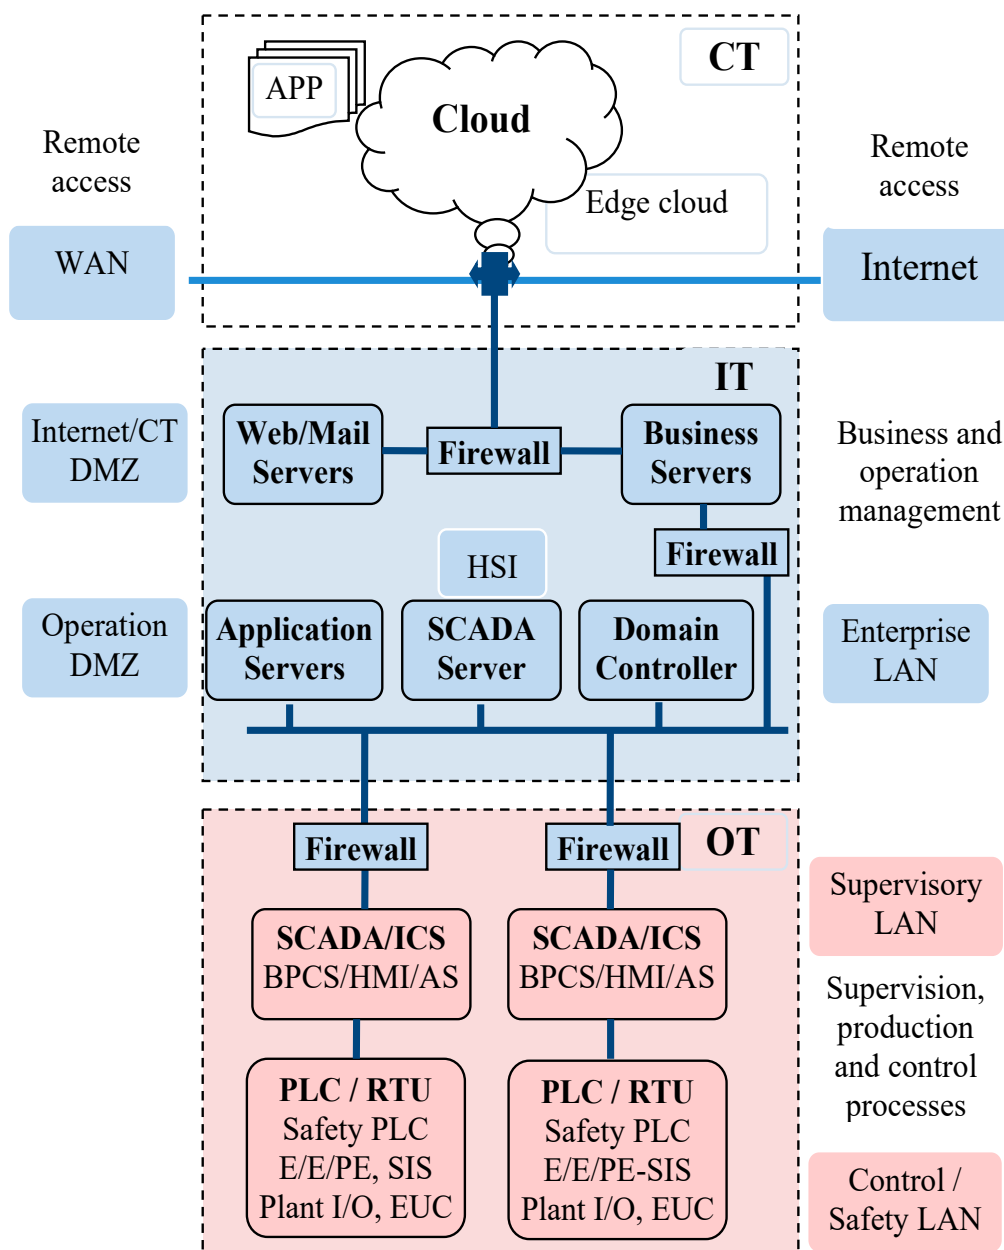 CT
APP
Cloud
Edge cloud
Remote
access
WAN
Remote
access
Internet
IT
Internet/CT
DMZ
Web/Mail
Servers
Firewall
Business
Servers
Business and
operation
management
Firewall
HSI
Operation
DMZ
Application
Servers
SCADA
Server
Domain
Controller
Enterprise
LAN
OT
Firewall
Firewall
SCADA/ICS
BPCS/HMI/AS
SCADA/ICS
BPCS/HMI/AS
Supervisory
LAN
Supervision,
production
and control
processes
PLC / RTU
Safety PLC
E/E/PE, SIS
Plant I/O, EUC
PLC / RTU
Safety PLC
E/E/PE-SIS
Plant I/O, EUC
Control /
Safety LAN